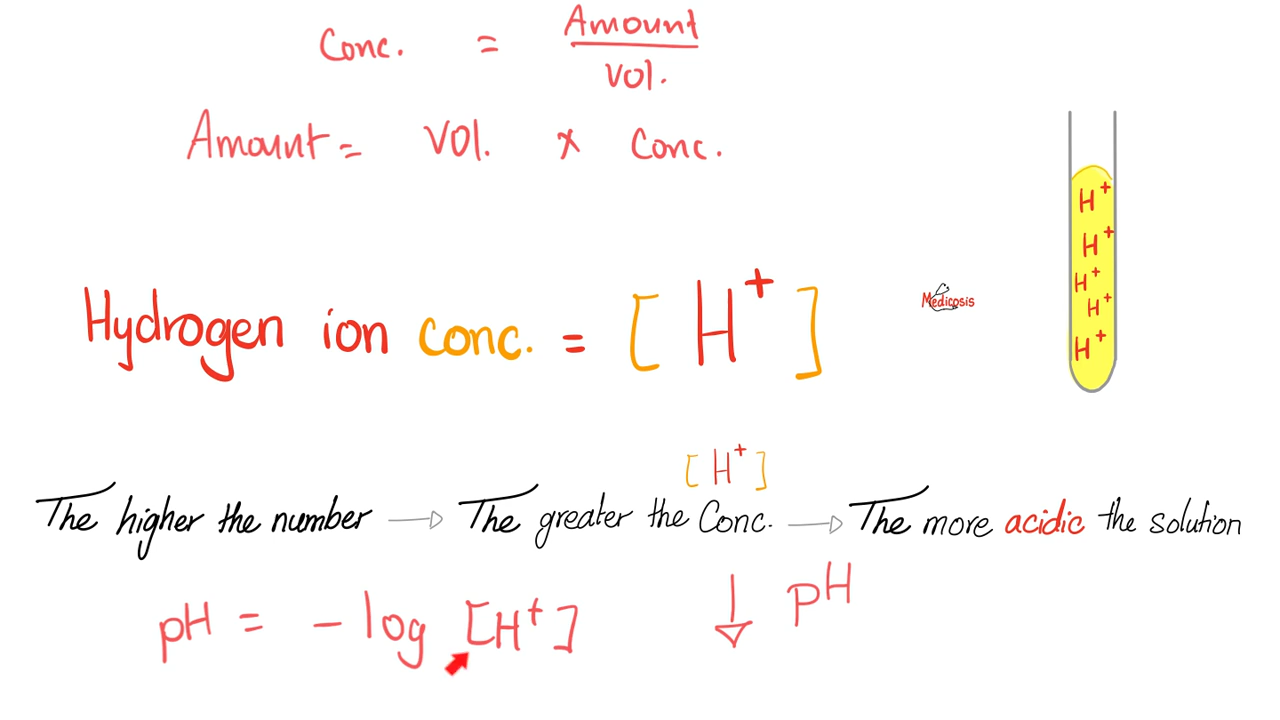 Conc. = Amount
Vol.
Amount = Vol. x Conc.
H+
H+
H+
H+
H+
Hydrogen ion conc. = [ H+ ]
Medicosis
[ H+ ]
The higher the number → The greater the Conc. → The more acidic the solution
pH = - log [H+] ↓ pH